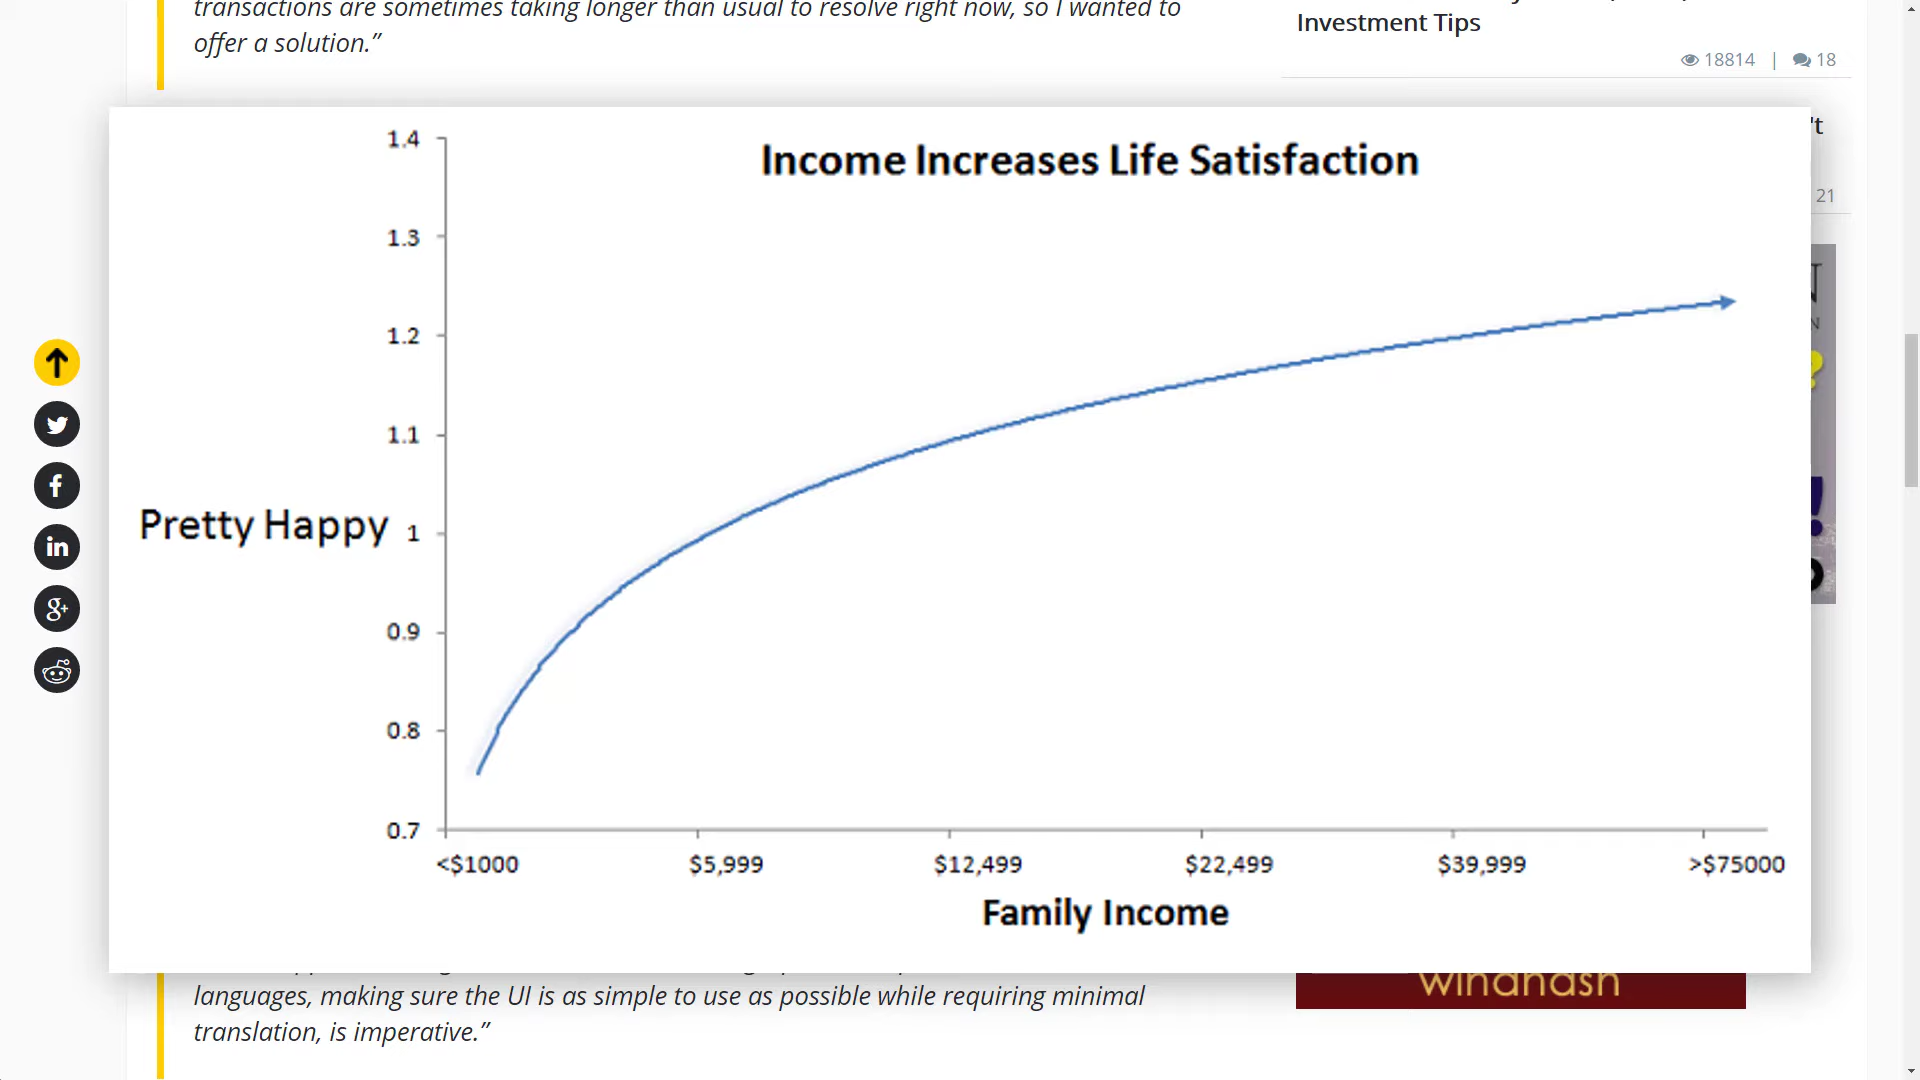 transactions are sometimes taking longer than usual to resolve right now, so I wanted to
offer a solution.”
Investment Tips
18814 | 18
't
21
Income Increases Life Satisfaction
1.4
1.3
1.2
1.1
Pretty Happy 1
0.9
0.8
0.7
<$1000 $5,999 $12,499 $22,499 $39,999 >$75000
Family Income
N
N
?
windhash
languages, making sure the UI is as simple to use as possible while requiring minimal
translation, is imperative.”